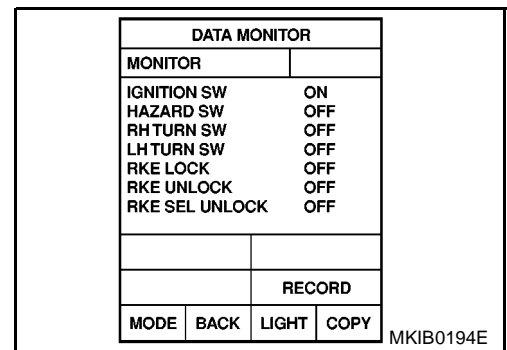 DATA MONITOR
MONITOR
IGNITION SW ON
HAZARD SW OFF
RH TURN SW OFF
LH TURN SW OFF
RKE LOCK OFF
RKE UNLOCK OFF
RKE SEL UNLOCK OFF
RECORD
MODE BACK LIGHT COPY
MKIB0194E